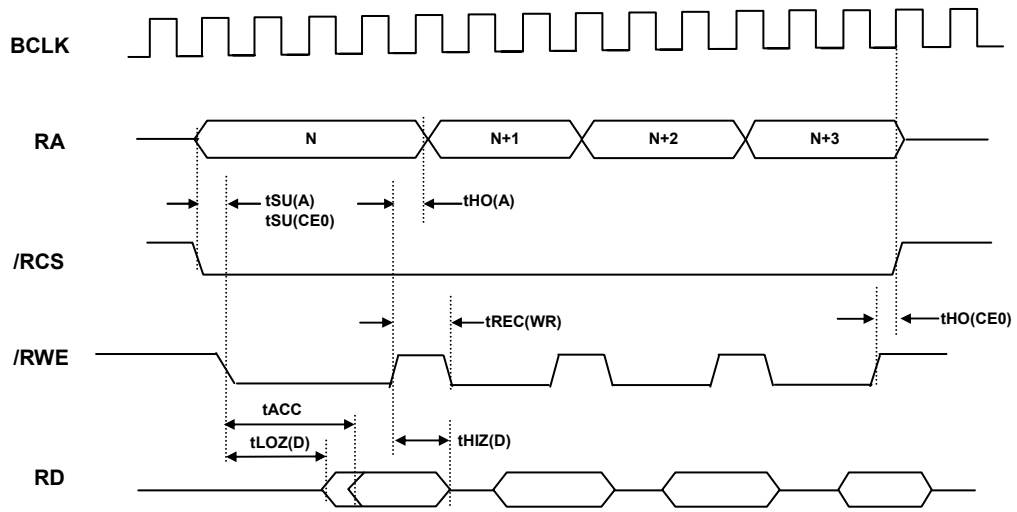 BCLK
RA
N
N+1
N+2
N+3
tSU(A)
tSU(CE0)
tHO(A)
/RCS
tREC(WR)
tHO(CE0)
/RWE
tACC
tLOZ(D)
tHIZ(D)
RD